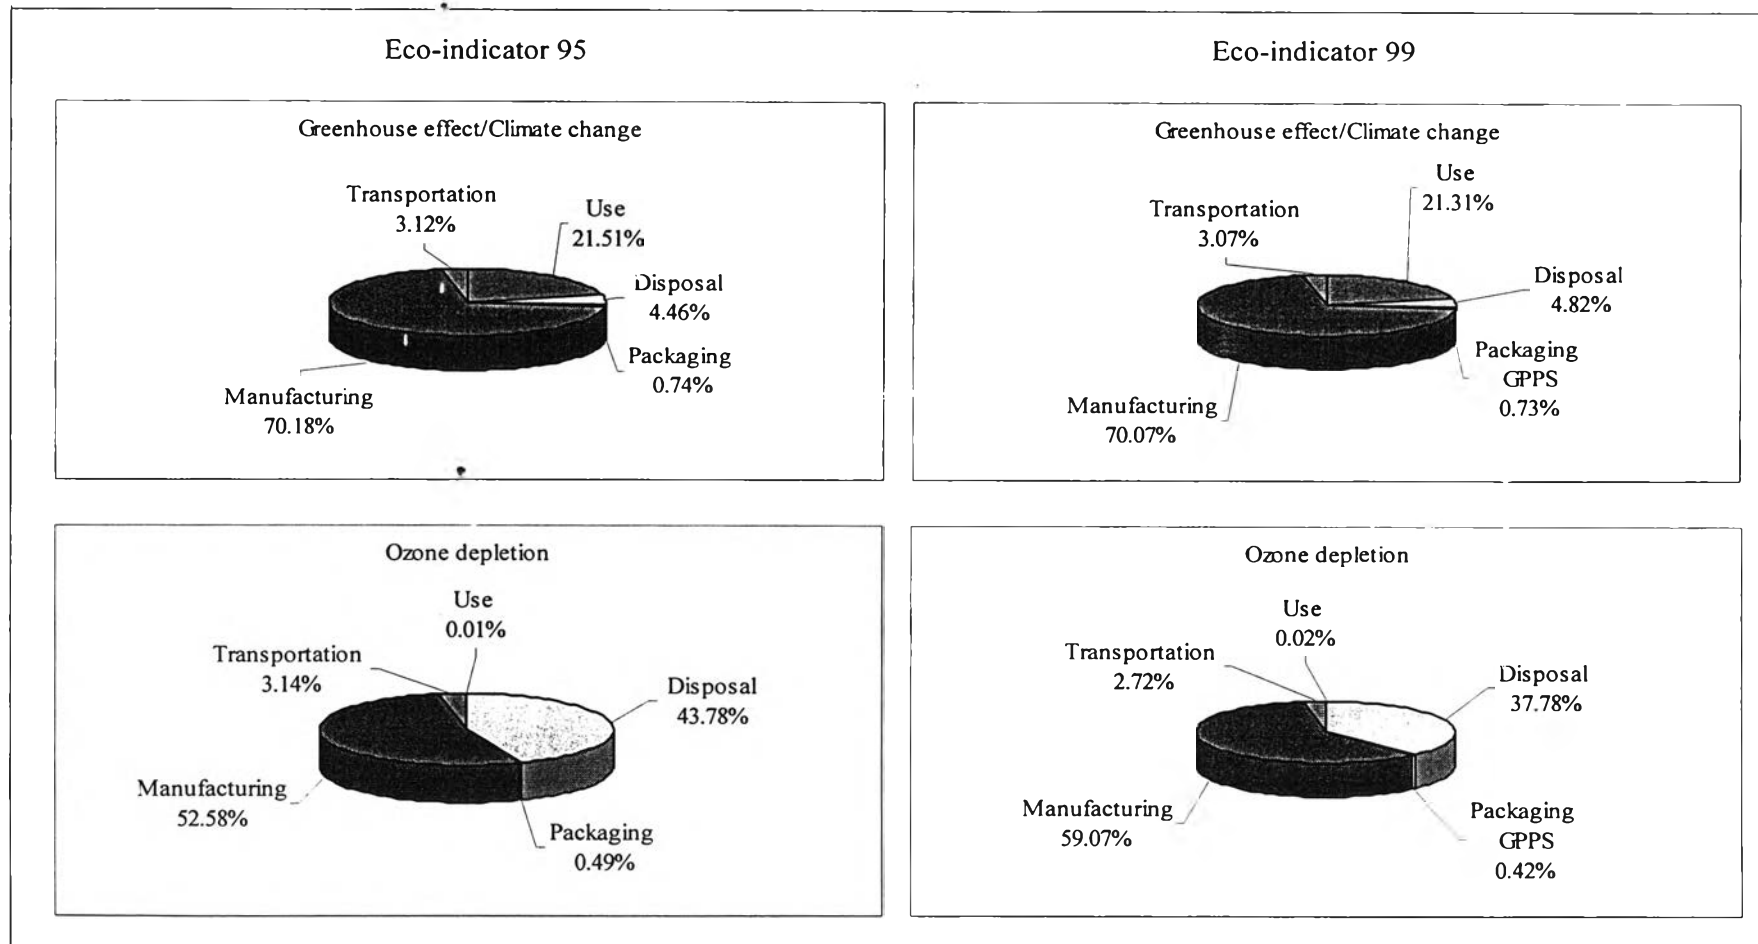 Eco-indicator 95
Eco-indicator 99
Greenhouse effect/Climate change
Transportation
3.12%
Use
21.51%
Disposal
4.46%
Packaging
0.74%
Manufacturing
70.18%
Greenhouse effect/Climate change
Use
21.31%
Transportation
3.07%
Disposal
4.82%
Packaging
GPPS
0.73%
Manufacturing
70.07%
Ozone depletion
Use
0.01%
Transportation
3.14%
Disposal
43.78%
Manufacturing
52.58%
Packaging
0.49%
Ozone depletion
Use
0.02%
Transportation
2.72%
Disposal
37.78%
Manufacturing
59.07%
Packaging
GPPS
0.42%